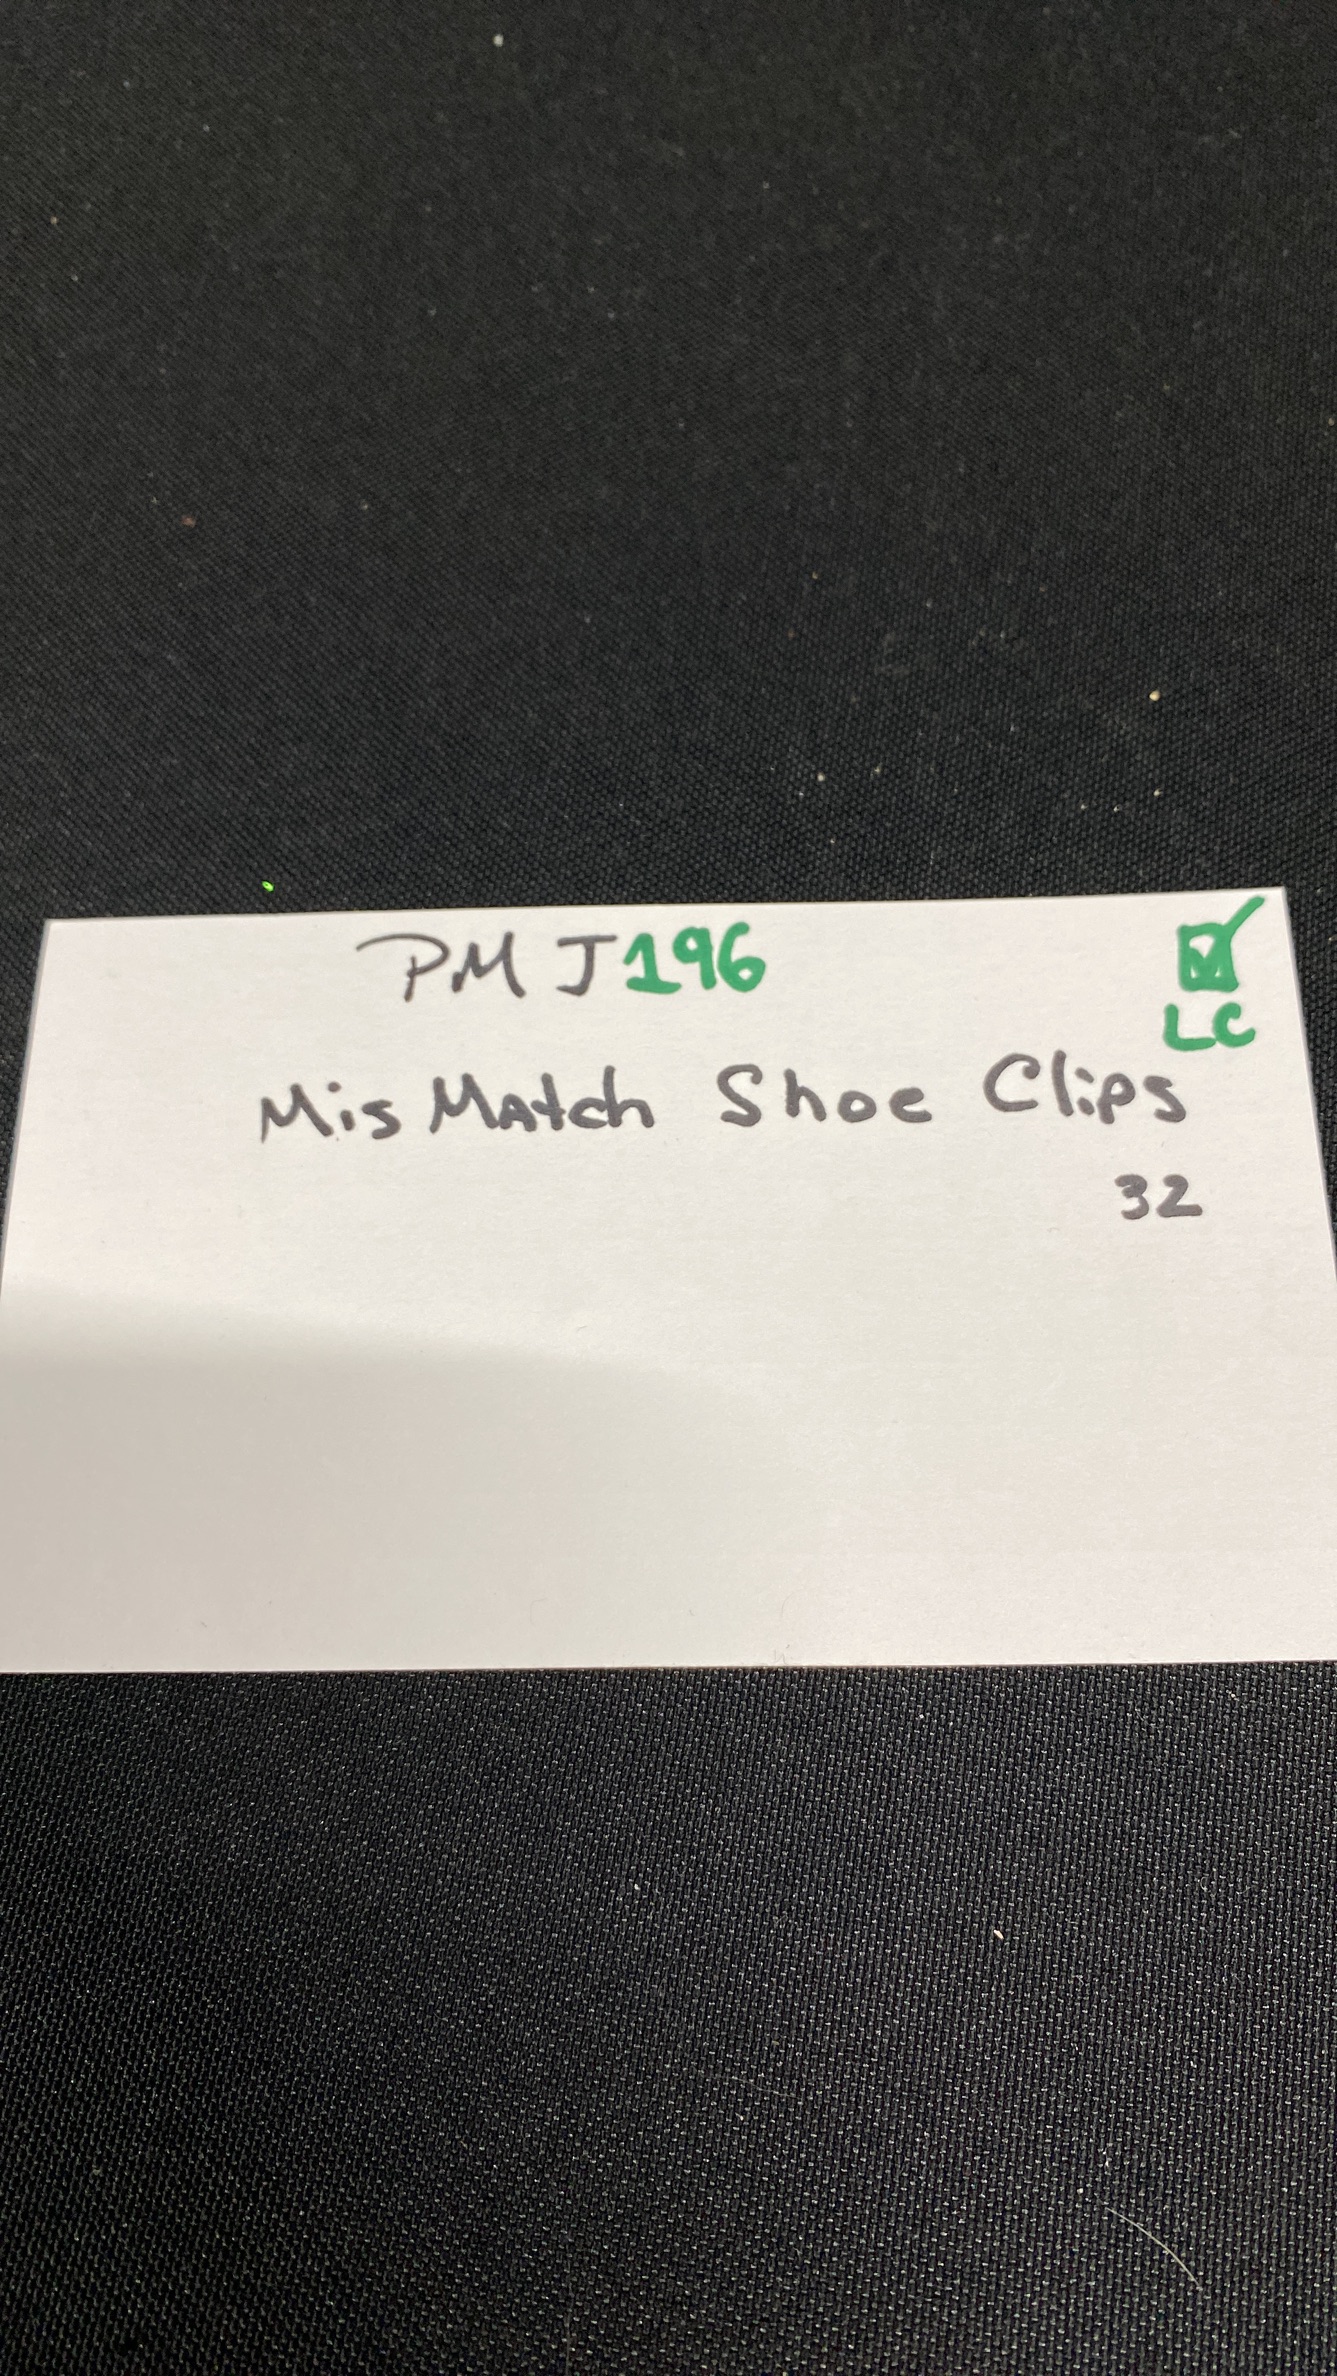 PMJ196 ☑
LC
MisMatch Shoe Clips
32